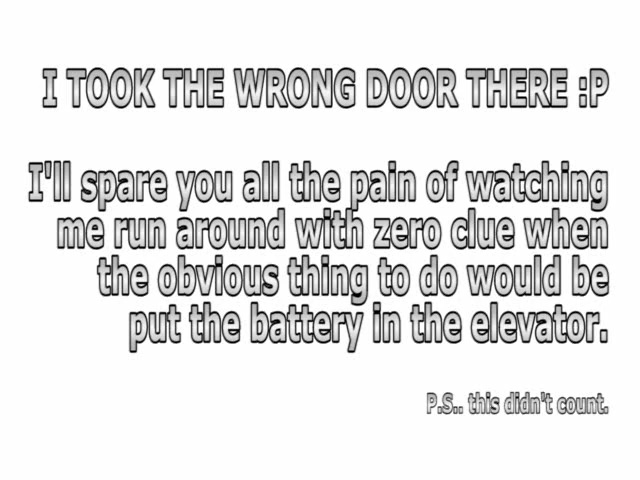 I TOOK THE WRONG DOOR THERE :P
I'll spare you all the pain of watching
me run around with zero clue when
the obvious thing to do would be
put the battery in the elevator.
P.S.. this didn't count.